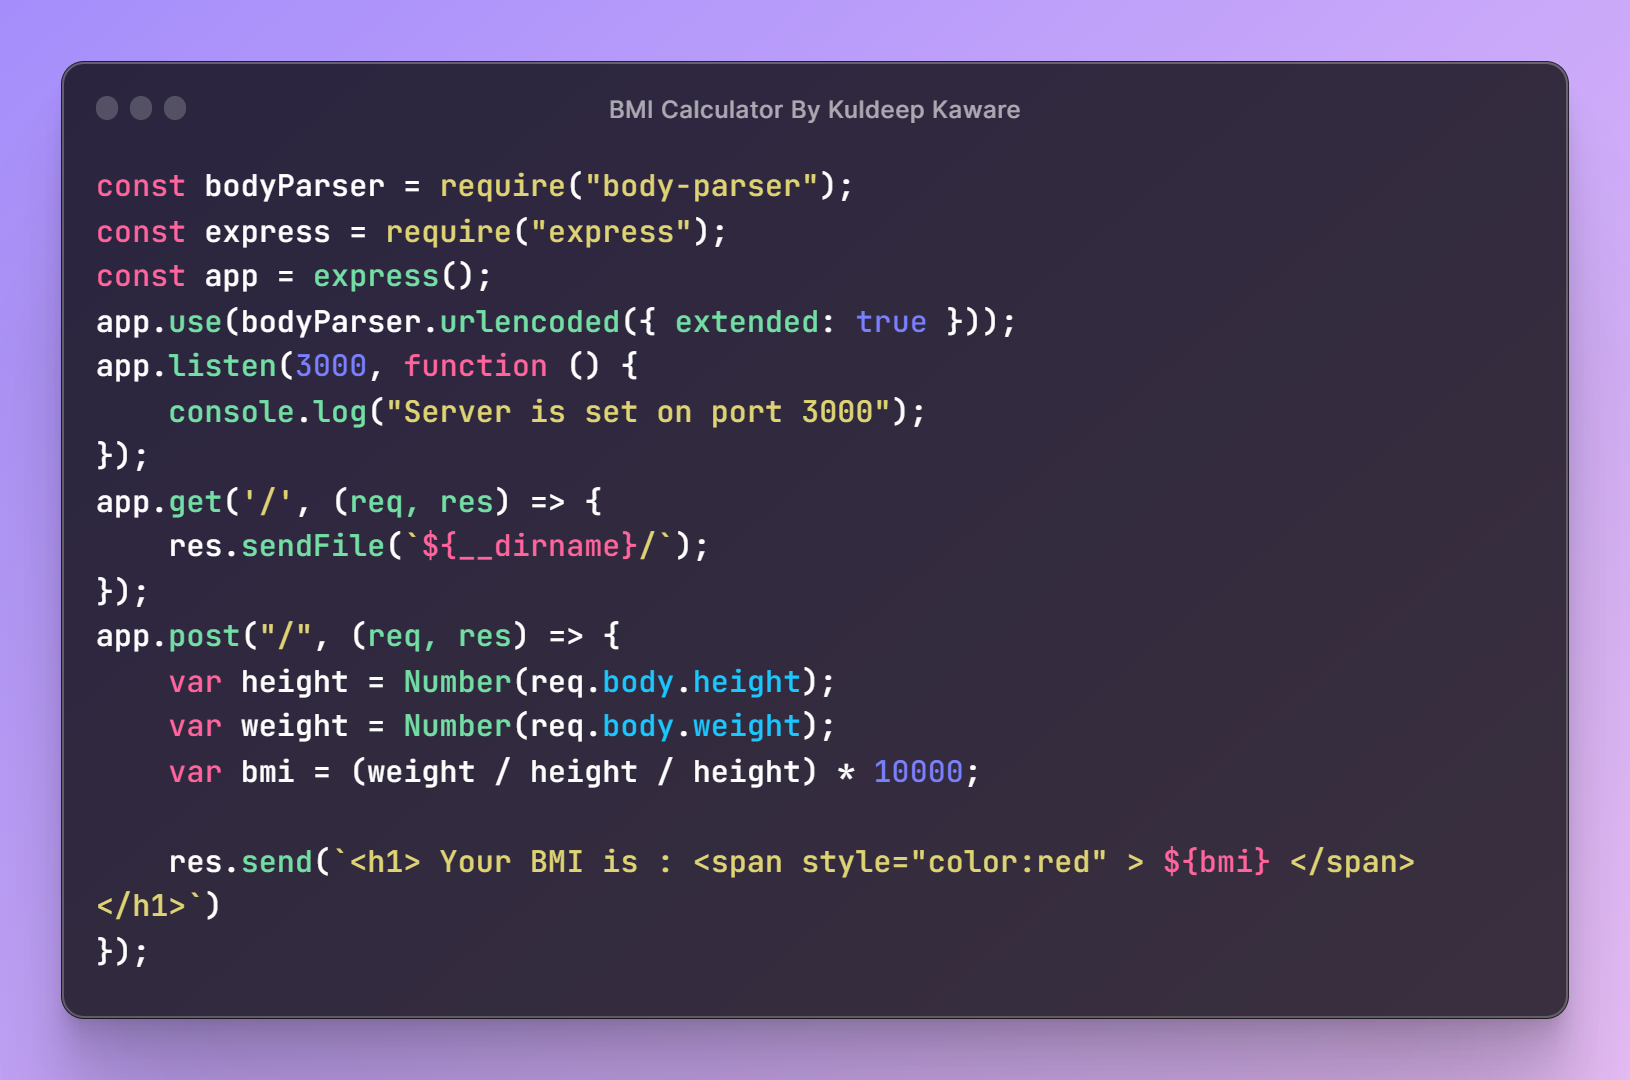 BMI Calculator By Kuldeep Kaware
const bodyParser = require("body-parser");
const express = require("express");
const app = express();
app.use(bodyParser.urlencoded({ extended: true }));
app.listen(3000, function () {
    console.log("Server is set on port 3000");
});
app.get('/', (req, res) => {
    res.sendFile(`${__dirname}/`);
});
app.post("/", (req, res) => {
    var height = Number(req.body.height);
    var weight = Number(req.body.weight);
    var bmi = (weight / height / height) * 10000;

    res.send(`<h1> Your BMI is : <span style="color:red" > ${bmi} </span>
</h1>`)
});